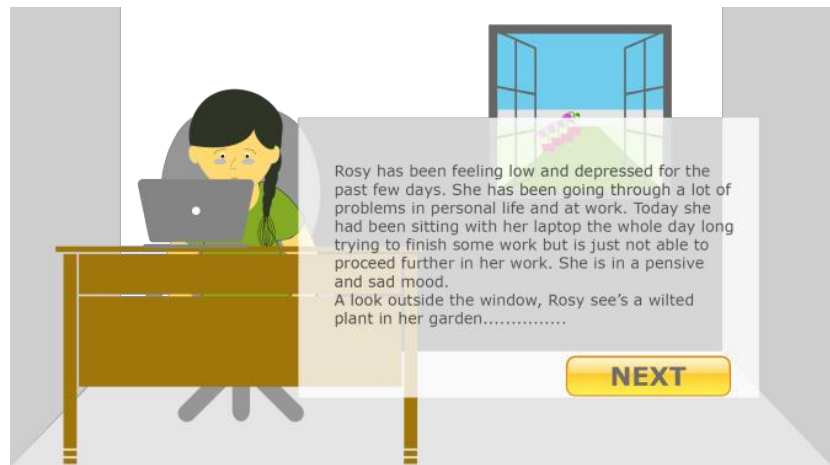 Rosy has been feeling low and depressed for the
past few days. She has been going through a lot of
problems in personal life and at work. Today she
had been sitting with her laptop the whole day long
trying to finish some work but is just not able to
proceed further in her work. She is in a pensive
and sad mood.
A look outside the window, Rosy see's a wilted
plant in her garden...............
NEXT